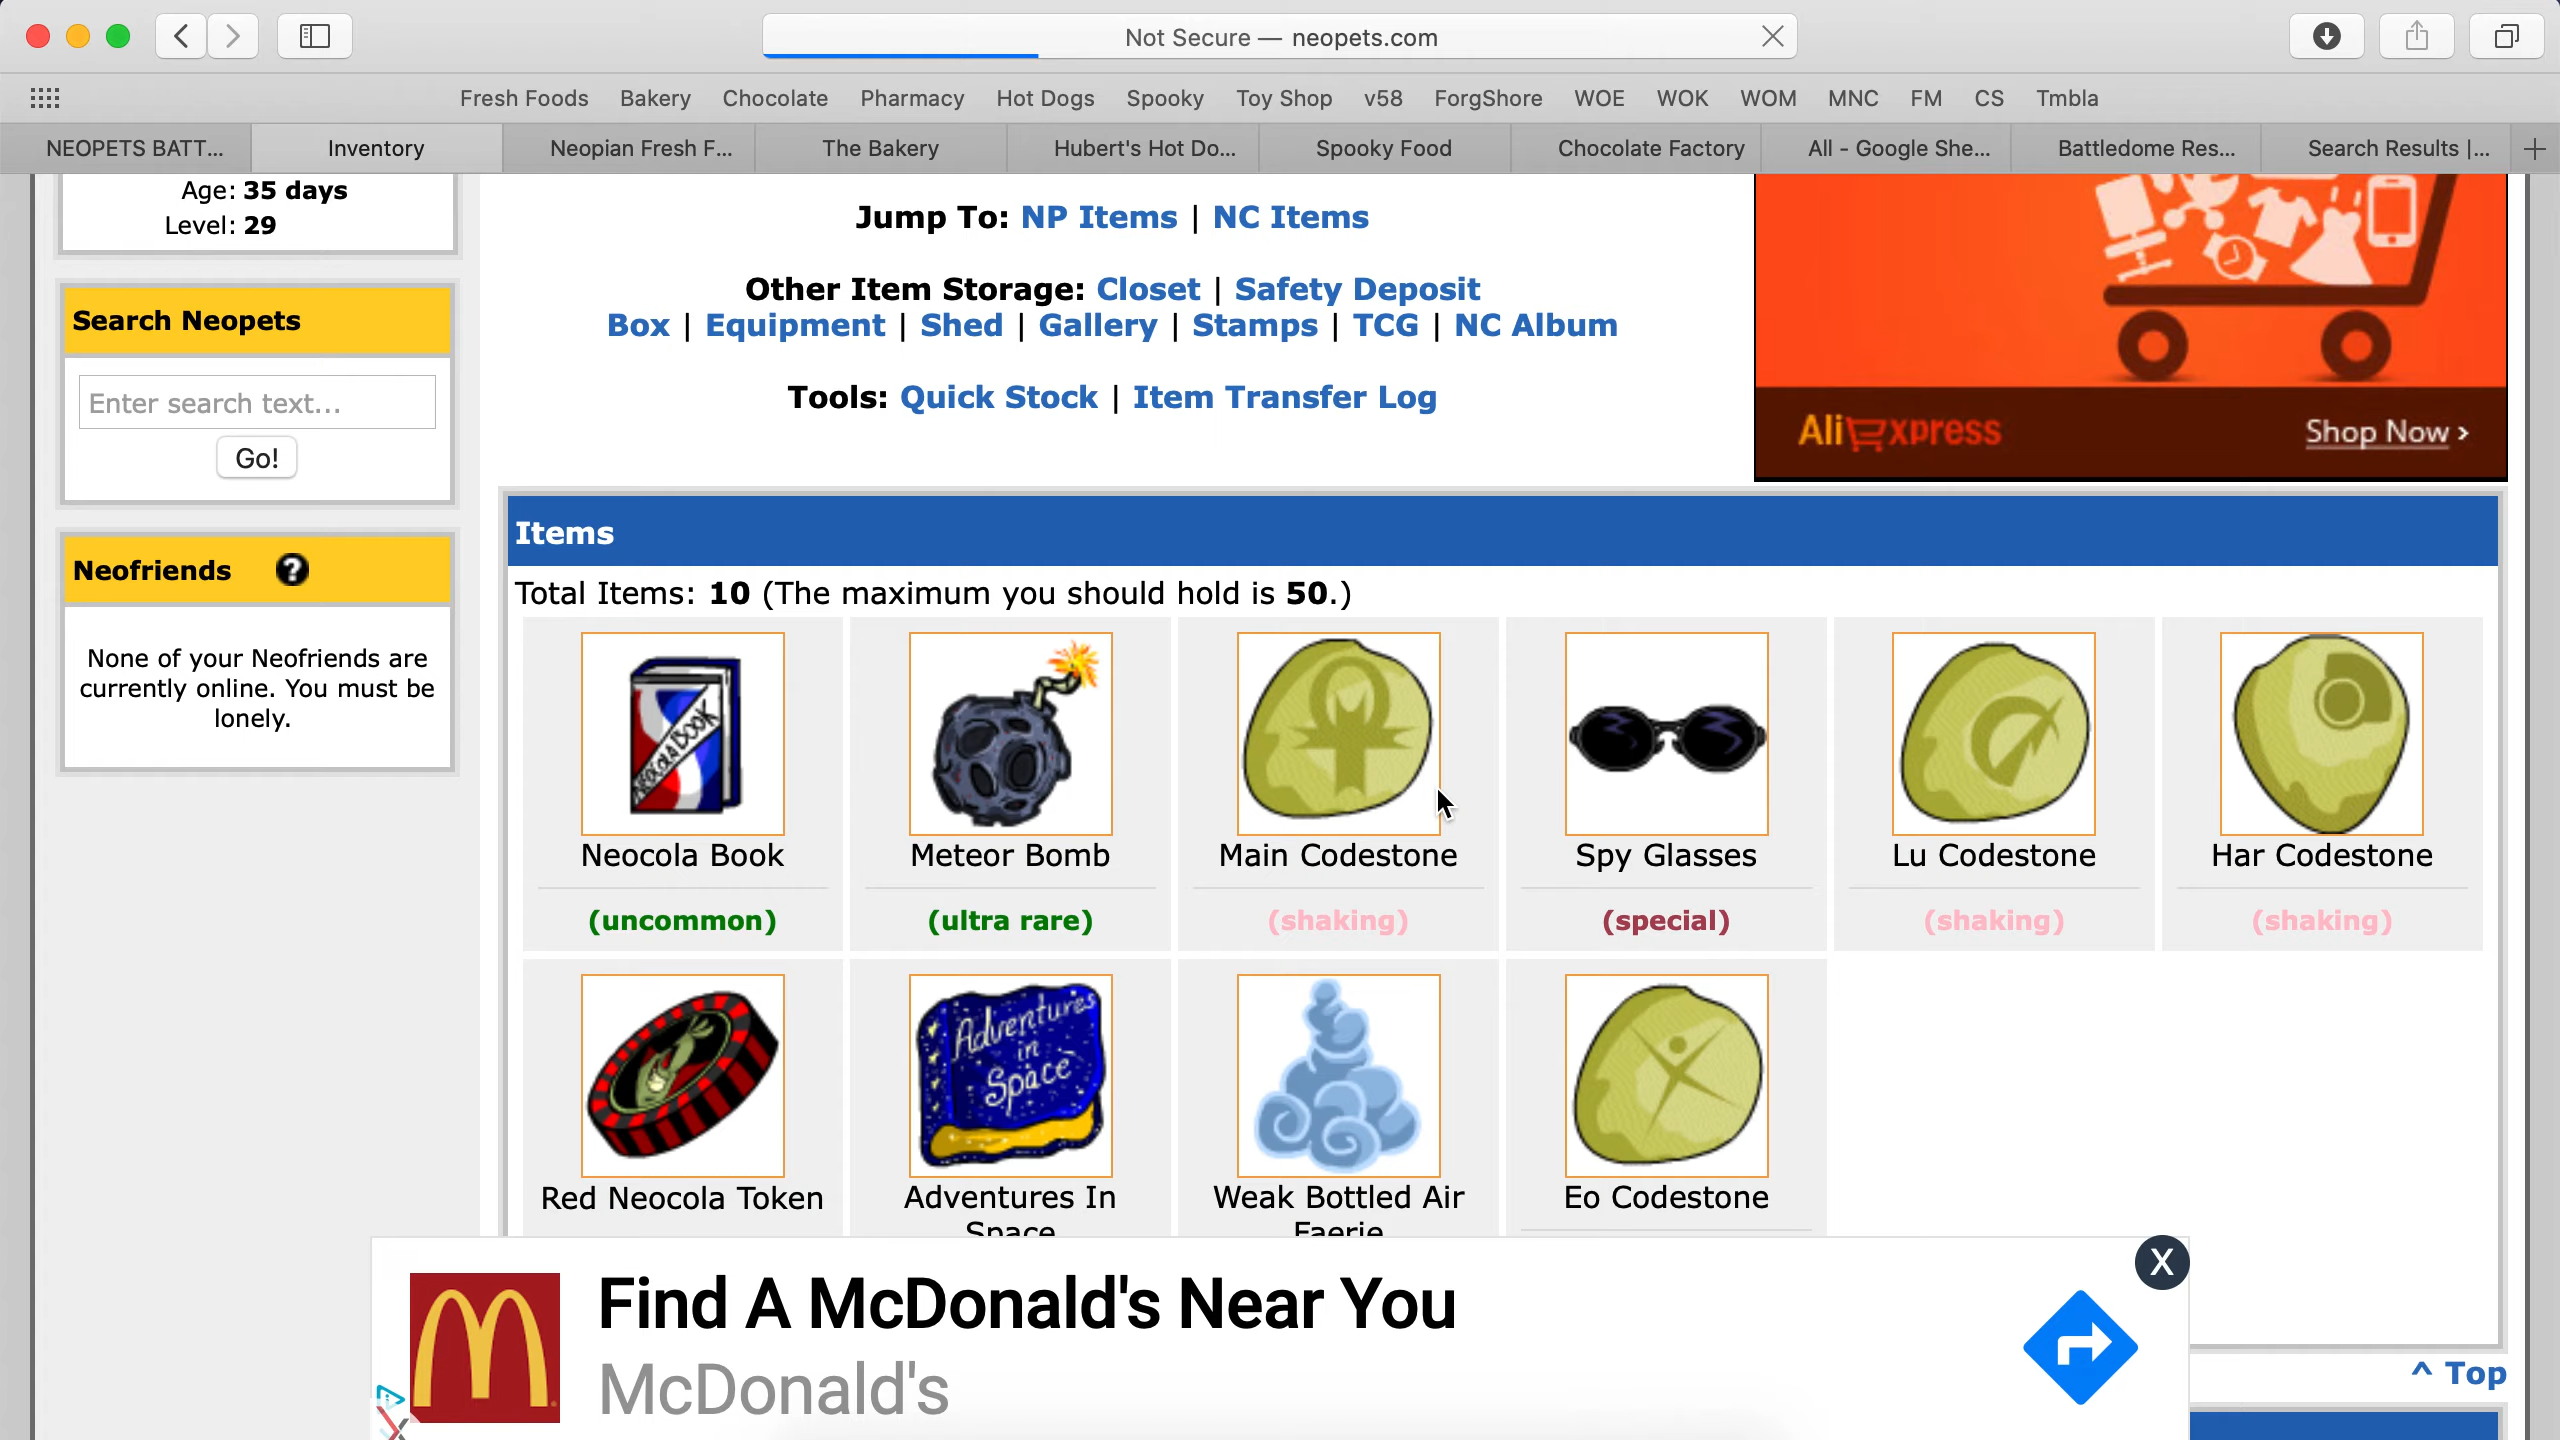 Not Secure — neopets.com
Fresh Foods Bakery Chocolate Pharmacy Hot Dogs Spooky Toy Shop v58 ForgShore WOE WOK WOM MNC FM CS Tmbla
NEOPETS BATT... Inventory Neopian Fresh F... The Bakery Hubert's Hot Do... Spooky Food Chocolate Factory All - Google She... Battledome Res... Search Results |...
Age: 35 days
Level: 29
Search Neopets
Enter search text...
Go!
Neofriends ?
None of your Neofriends are
currently online. You must be
lonely.
Jump To: NP Items | NC Items
Other Item Storage: Closet | Safety Deposit
Box | Equipment | Shed | Gallery | Stamps | TCG | NC Album
Tools: Quick Stock | Item Transfer Log
AliExpress
Shop Now >
Items
Total Items: 10 (The maximum you should hold is 50.)
NEOCOLA BOOK
Neocola Book Meteor Bomb Main Codestone Spy Glasses Lu Codestone Har Codestone
(uncommon) (ultra rare) (shaking) (special) (shaking) (shaking)
Adventures
in
Space
Red Neocola Token Adventures In Weak Bottled Air Eo Codestone
Space Faerie
X
Find A McDonald's Near You
McDonald's
^ Top